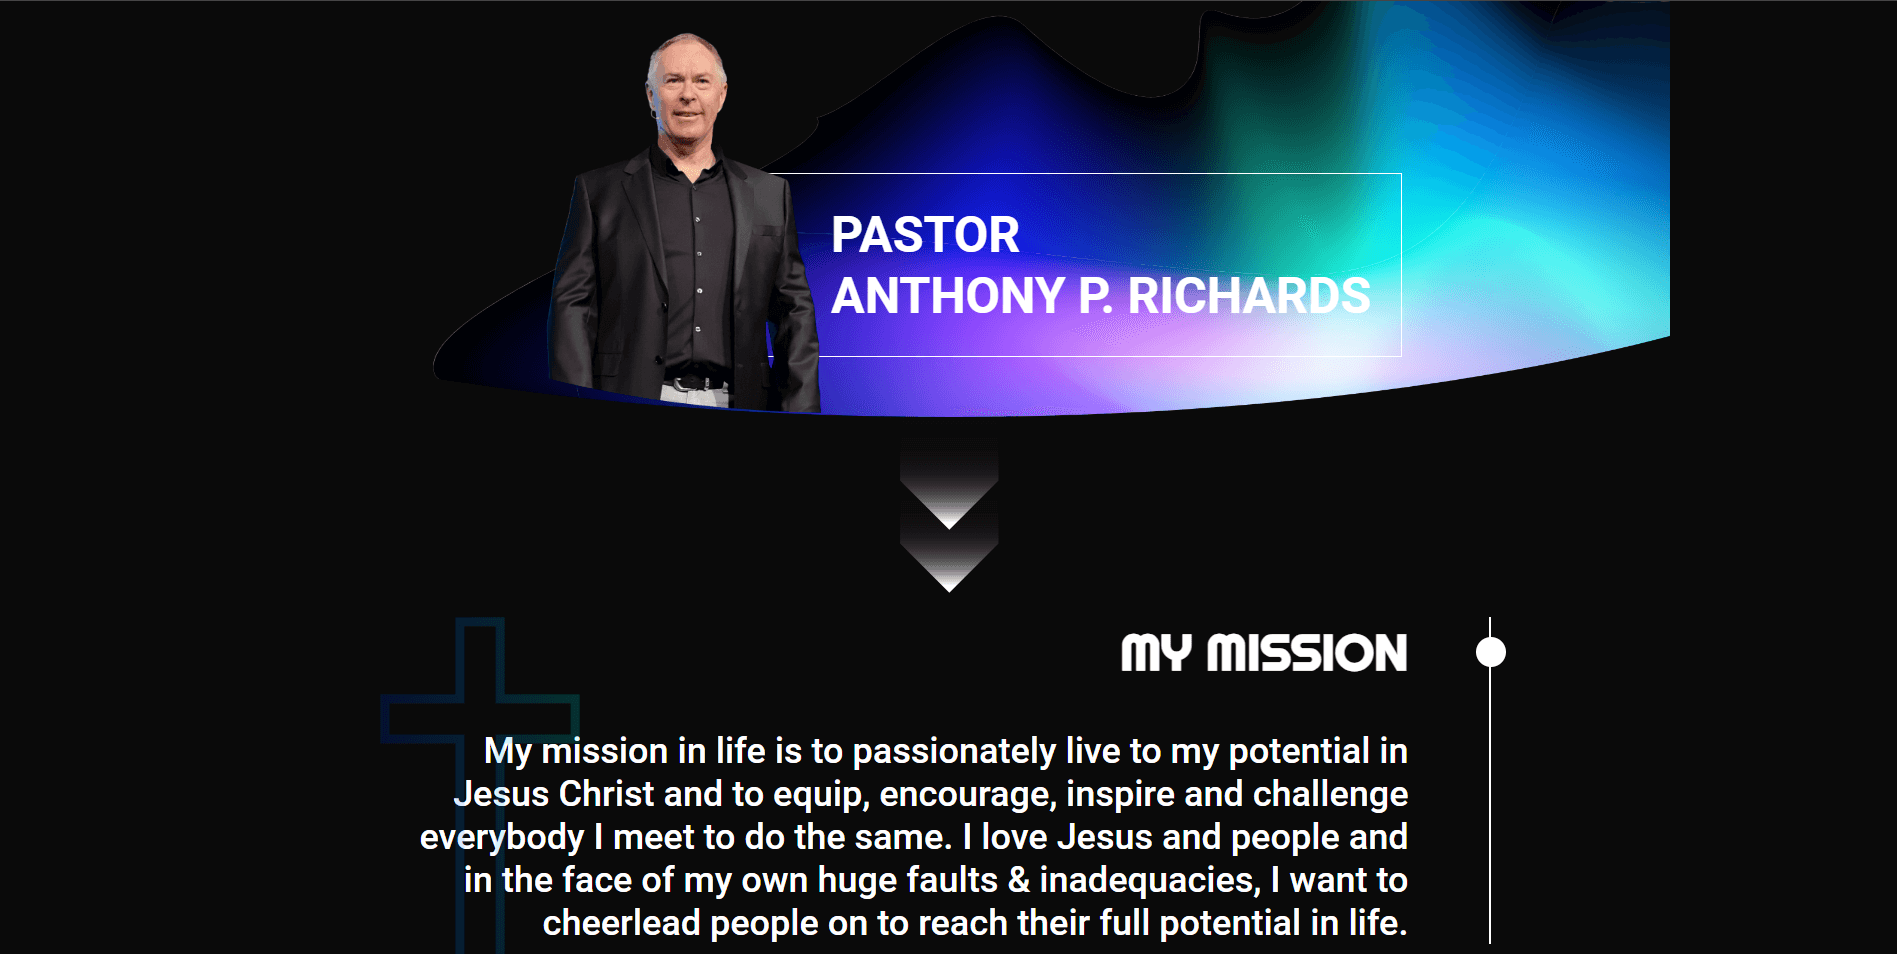 PASTOR
ANTHONY P. RICHARDS
MY MISSION
My mission in life is to passionately live to my potential in
Jesus Christ and to equip, encourage, inspire and challenge
everybody I meet to do the same. I love Jesus and people and
in the face of my own huge faults & inadequacies, I want to
cheerlead people on to reach their full potential in life.